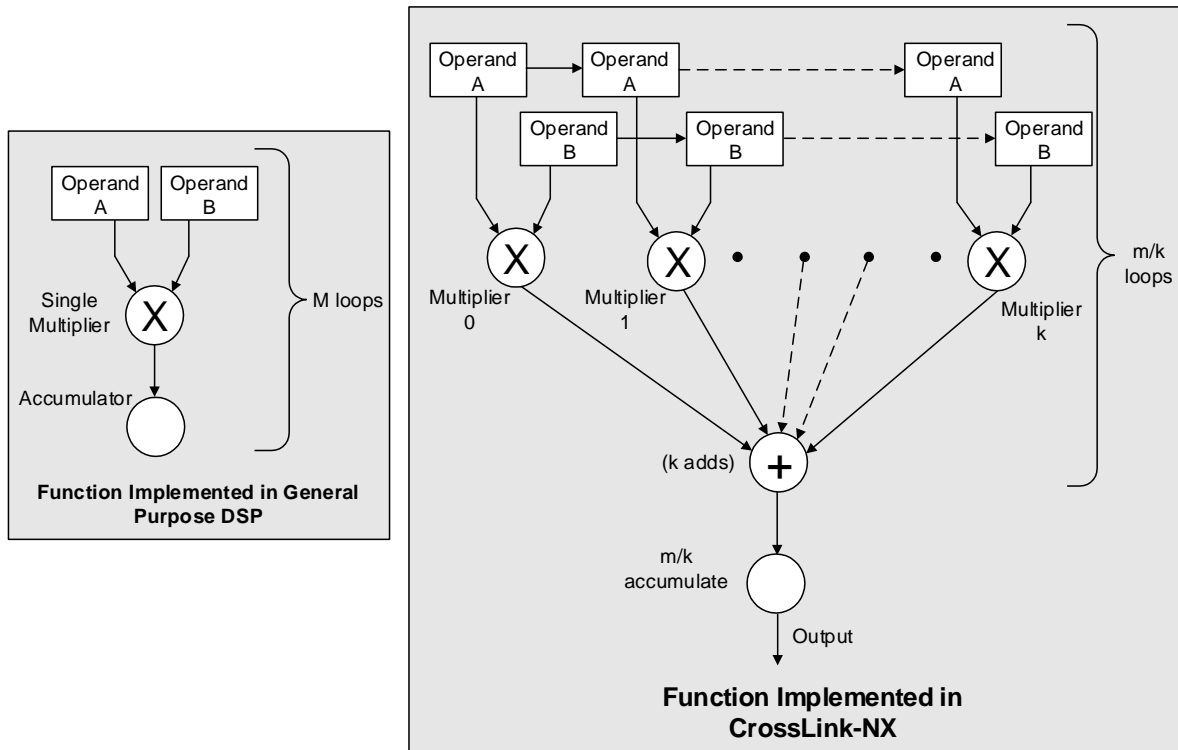 Operand
A
Operand
B
Single
Multiplier
X
M loops
Accumulator
Function Implemented in General
Purpose DSP
Operand
A
Operand
A
Operand
A
Operand
B
Operand
B
Operand
B
X
X
X
m/k
loops
Multiplier
0
Multiplier
1
Multiplier
k
(k adds)
+
m/k
accumulate
Output
Function Implemented in
CrossLink-NX